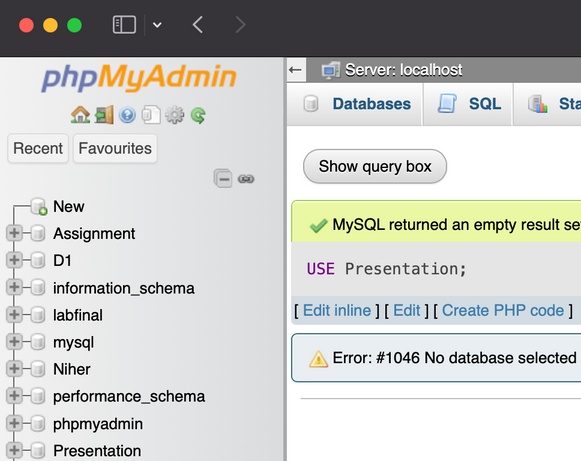 phpMyAdmin
Recent
Favourites
New
Assignment
D1
information_schema
labfinal
mysql
Niher
performance_schema
phpmyadmin
Presentation
Server: localhost
Databases
SQL
Sta
Show query box
MySQL returned an empty result se
USE Presentation;
[ Edit inline ] [ Edit ] [ Create PHP code ]
Error: #1046 No database selected